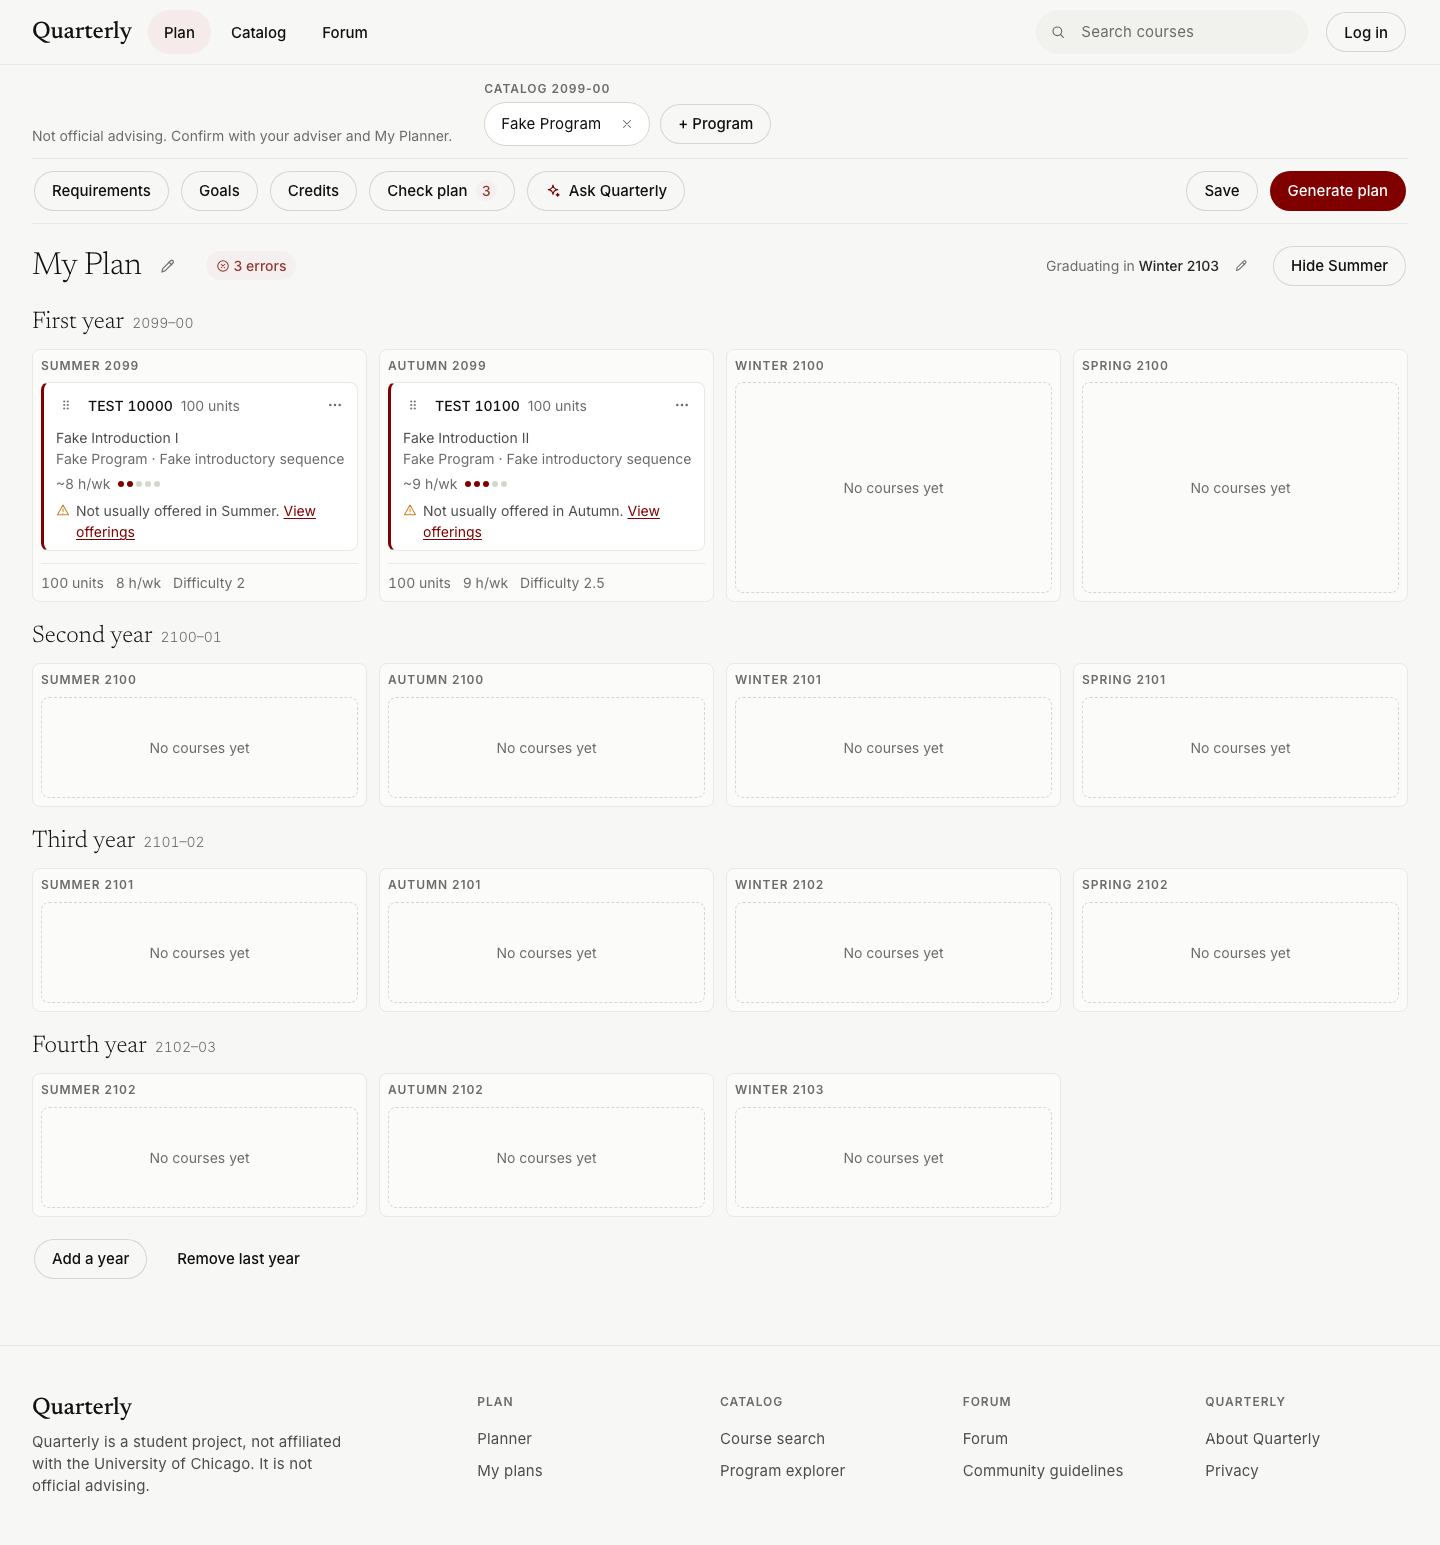 Quarterly
Plan
Catalog
Forum
Search courses
Log in
CATALOG 2099-00
Not official advising. Confirm with your adviser and My Planner.
Fake Program
+ Program
Requirements
Goals
Credits
Check plan 3
Ask Quarterly
Save
Generate plan
My Plan
3 errors
Graduating in Winter 2103
Hide Summer
First year 2099–00
SUMMER 2099
TEST 10000 100 units
Fake Introduction I
Fake Program · Fake introductory sequence
~8 h/wk
Not usually offered in Summer. View
offerings
100 units 8 h/wk Difficulty 2
AUTUMN 2099
TEST 10100 100 units
Fake Introduction II
Fake Program · Fake introductory sequence
~9 h/wk
Not usually offered in Autumn. View
offerings
100 units 9 h/wk Difficulty 2.5
WINTER 2100
No courses yet
SPRING 2100
No courses yet
Second year 2100–01
SUMMER 2100
No courses yet
AUTUMN 2100
No courses yet
WINTER 2101
No courses yet
SPRING 2101
No courses yet
Third year 2101–02
SUMMER 2101
No courses yet
AUTUMN 2101
No courses yet
WINTER 2102
No courses yet
SPRING 2102
No courses yet
Fourth year 2102–03
SUMMER 2102
No courses yet
AUTUMN 2102
No courses yet
WINTER 2103
No courses yet
Add a year
Remove last year
Quarterly
Quarterly is a student project, not affiliated
with the University of Chicago. It is not
official advising.
PLAN
Planner
My plans
CATALOG
Course search
Program explorer
FORUM
Forum
Community guidelines
QUARTERLY
About Quarterly
Privacy